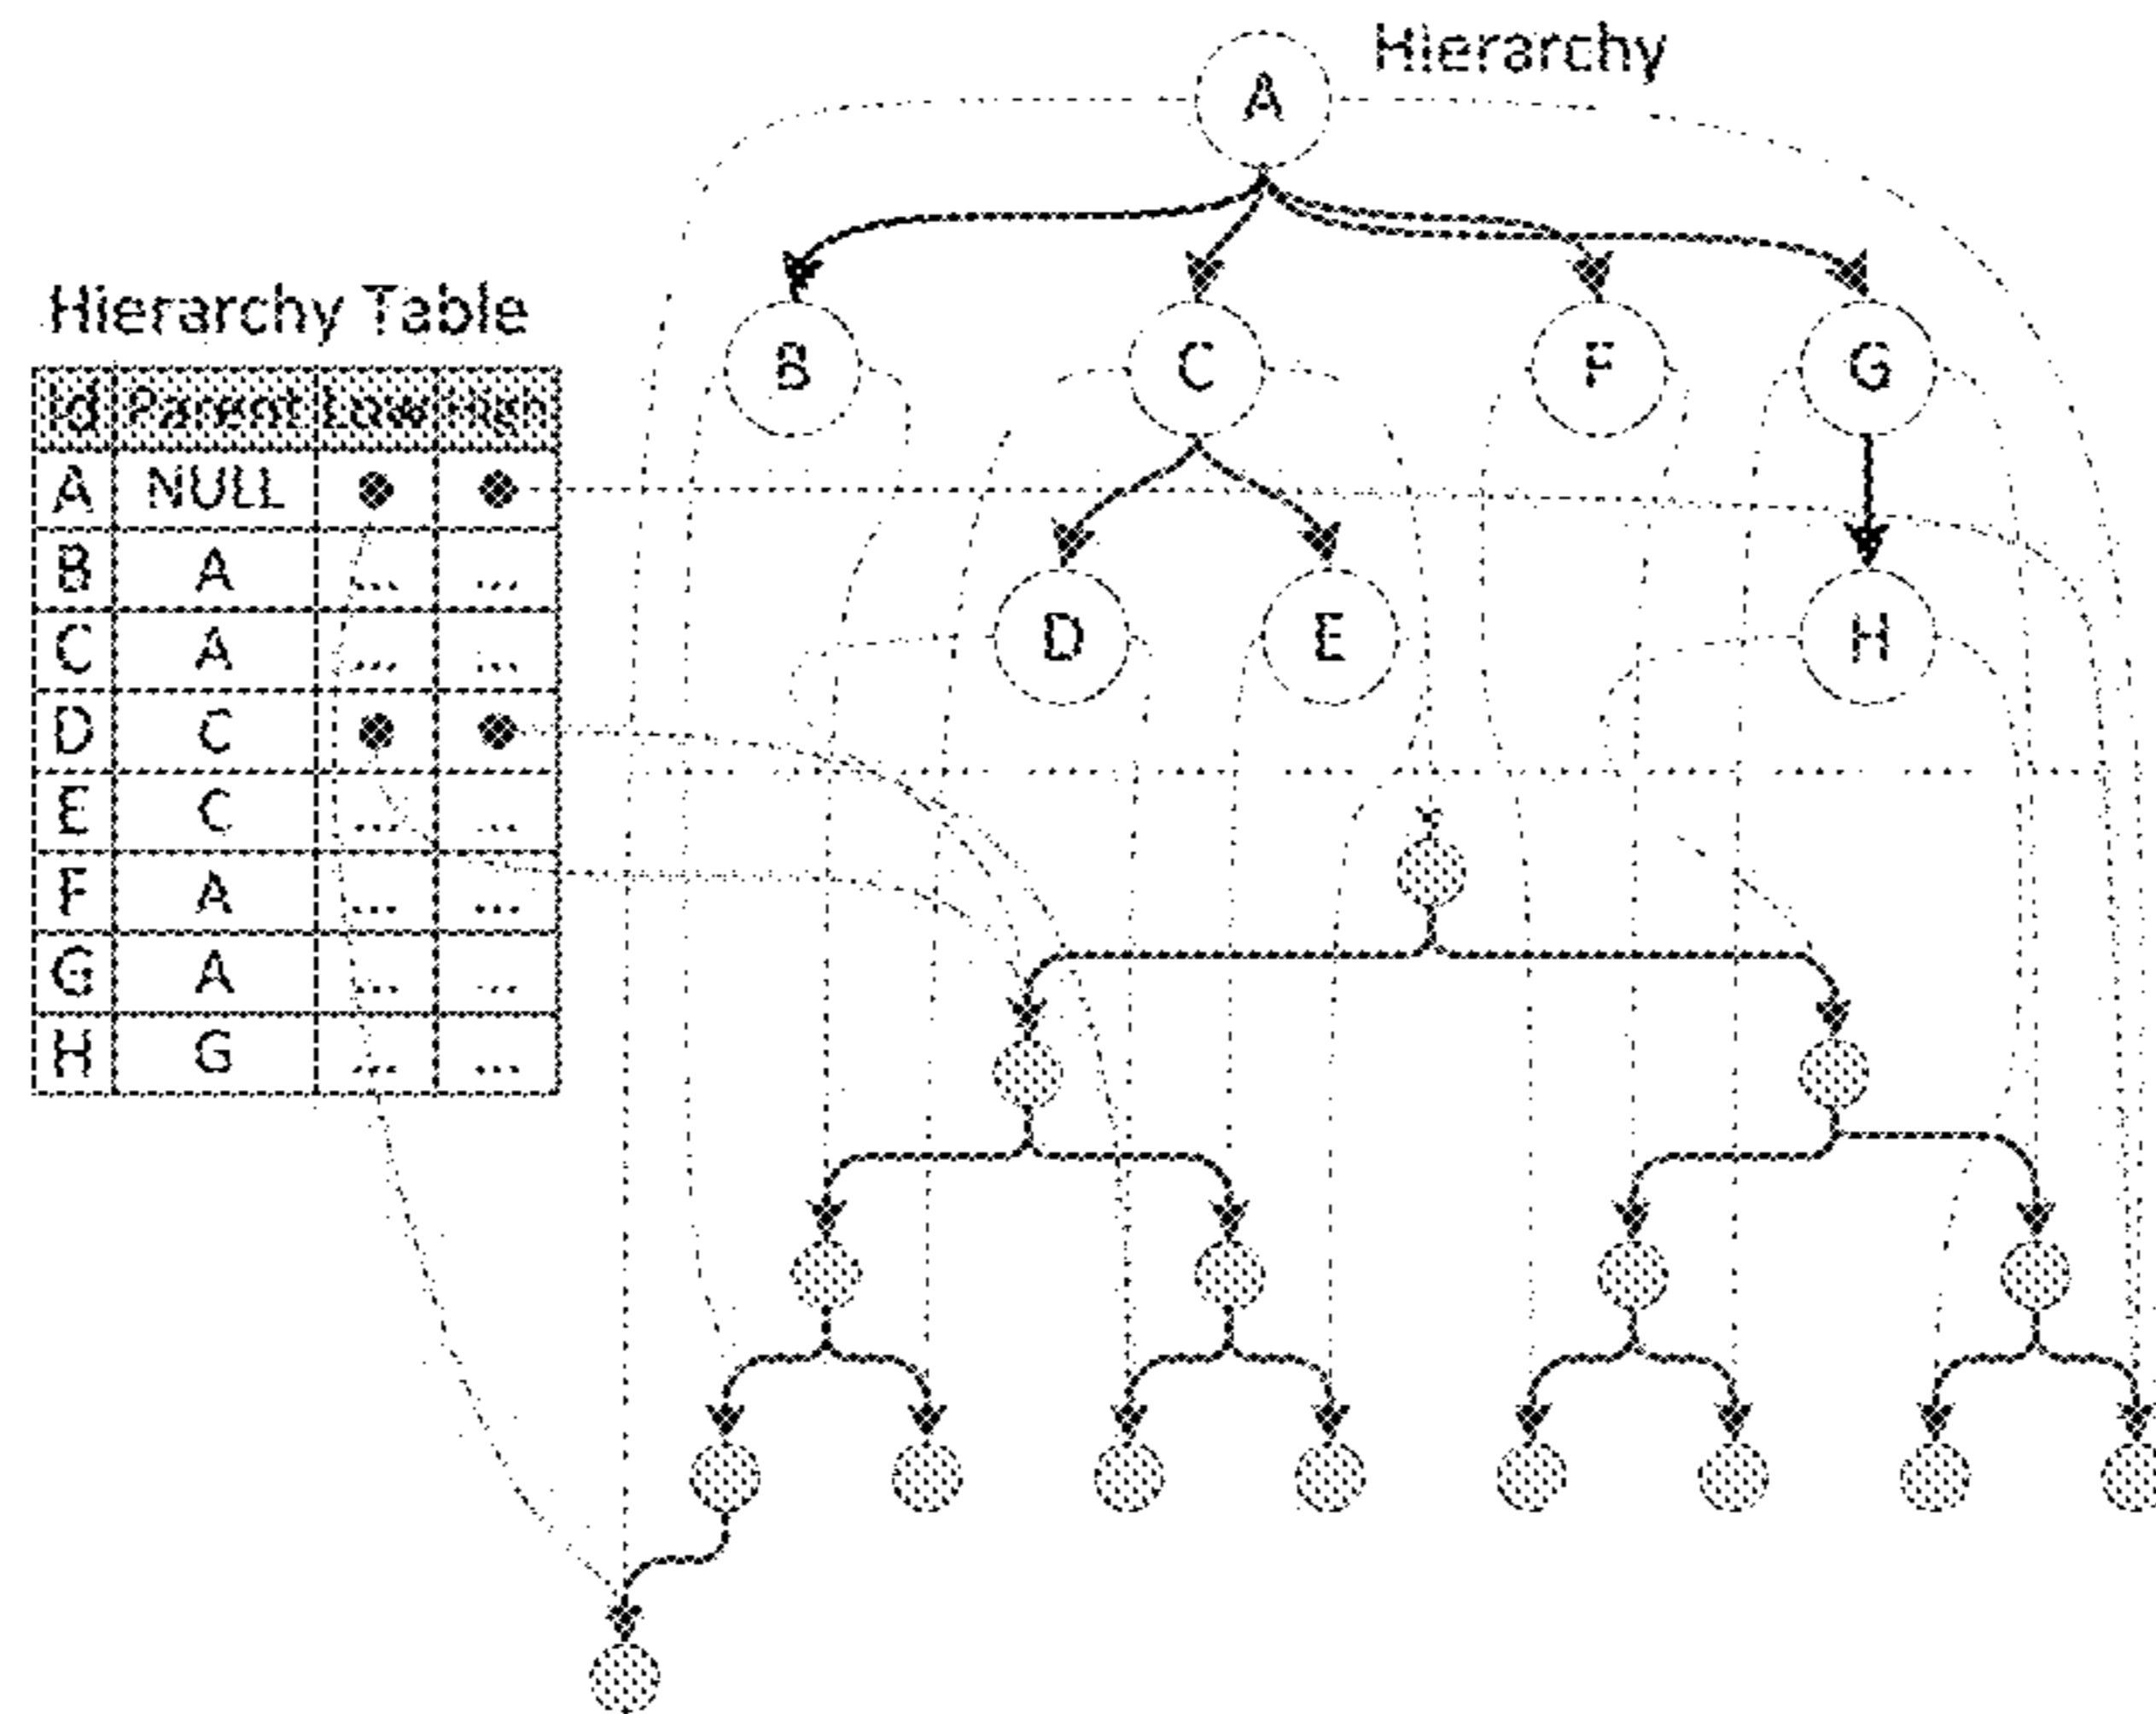 Hierarchy
A
B C F G
D E H
Hierarchy Table
Id Parent Low High
A NULL
B A ... ...
C A ... ...
D C
E C ... ...
F A ... ...
G A ... ...
H G ... ...